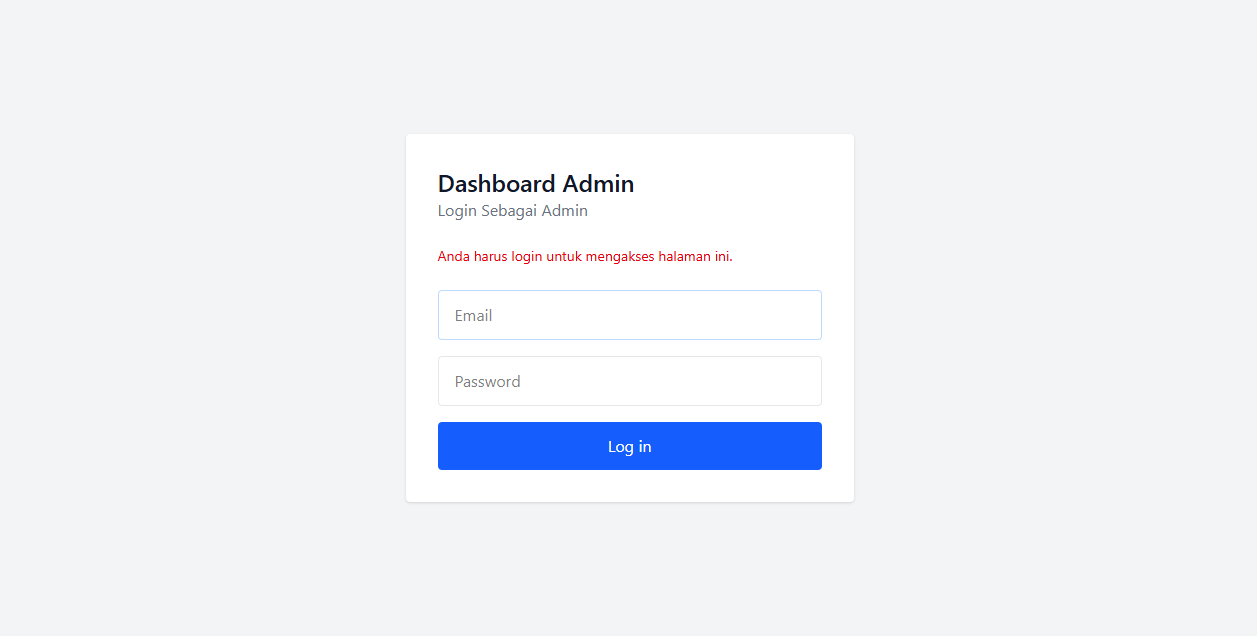 Dashboard Admin
Login Sebagai Admin
Anda harus login untuk mengakses halaman ini.
Email
Password
Log in